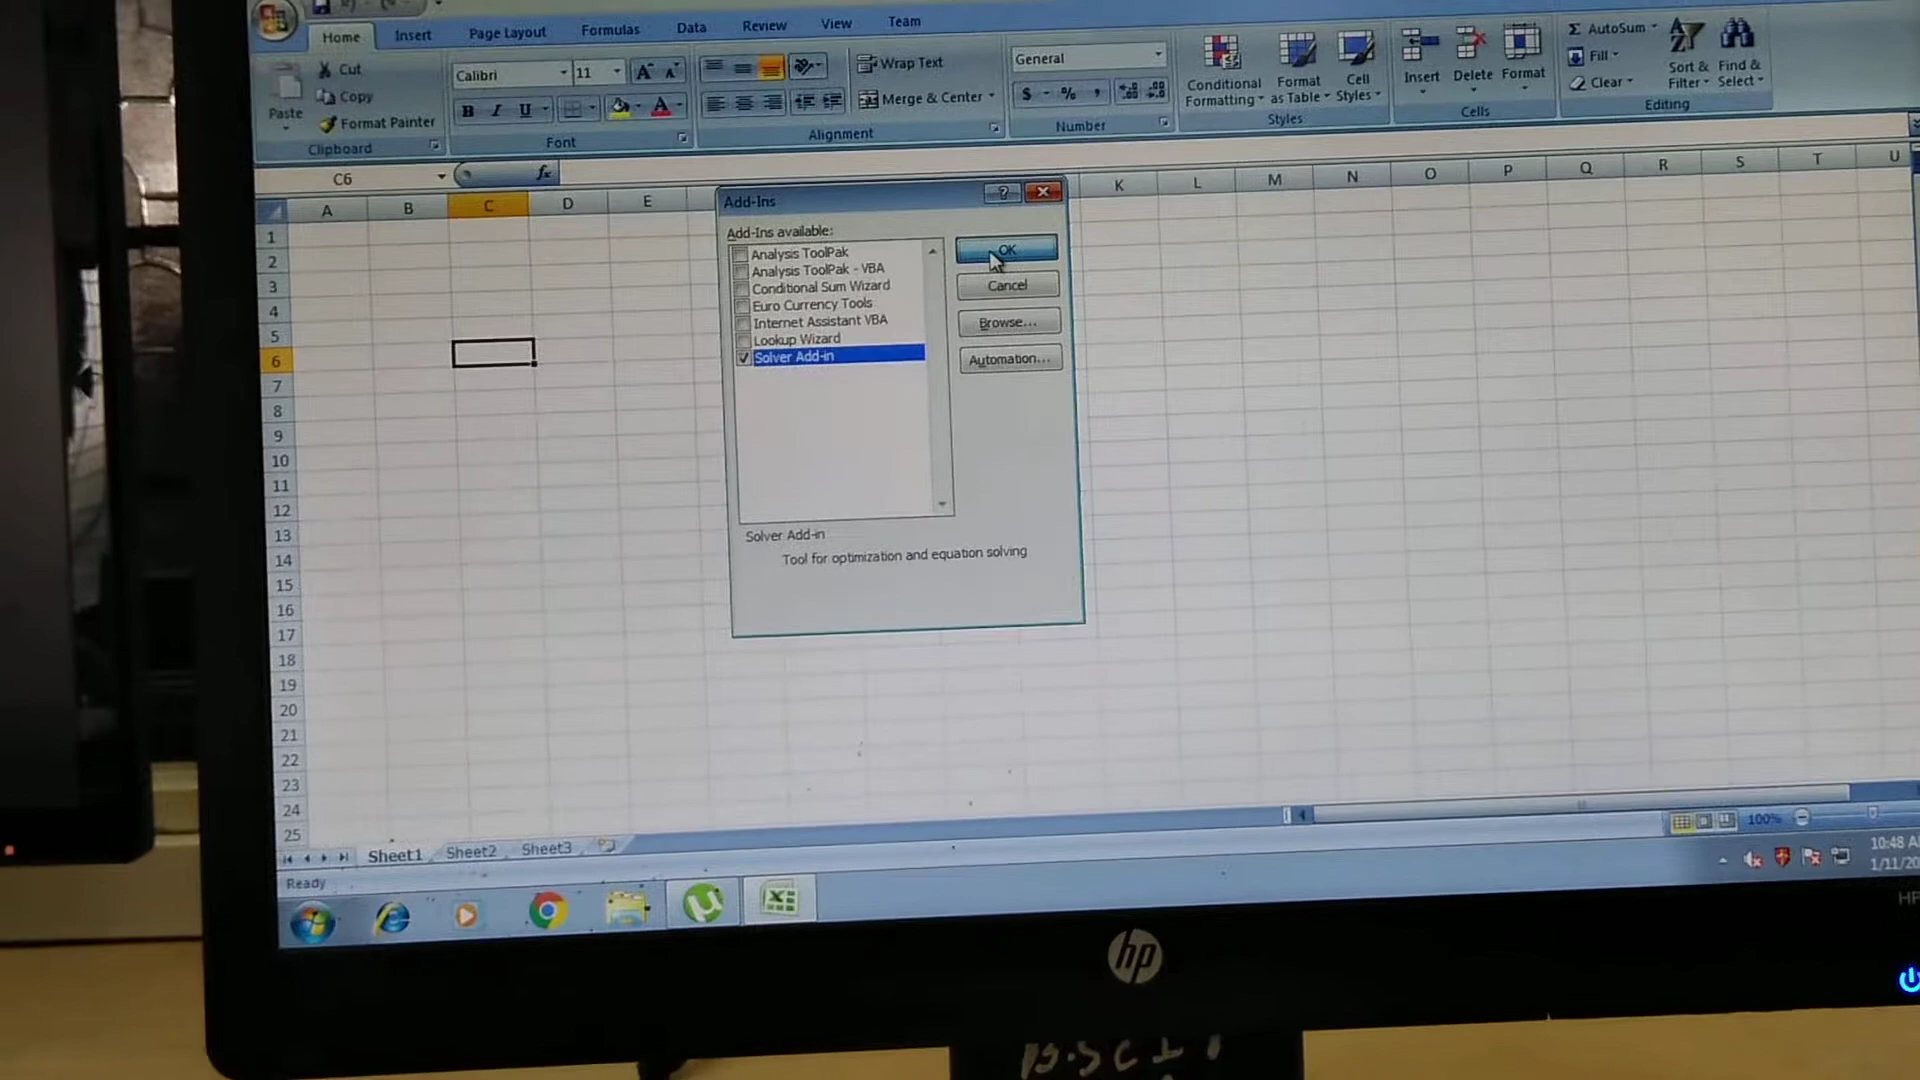 Home Insert Page Layout Formulas Data Review View Team
Cut
Copy
Format Painter
Paste
Clipboard
Calibri 11
B I U
Font
Wrap Text
Merge & Center
Alignment
General
$ % ,
Number
Conditional Formatting
Format as Table
Cell Styles
Styles
Insert Delete Format
Cells
Σ AutoSum
Fill
Clear
Sort & Filter
Find & Select
Editing
C6 fx
A B C D E K L M N O P Q R S T U
1
2
3
4
5
6
7
8
9
10
11
12
13
14
15
16
17
18
19
20
21
22
23
24
25
Add-Ins
Add-Ins available:
Analysis ToolPak
Analysis ToolPak - VBA
Conditional Sum Wizard
Euro Currency Tools
Internet Assistant VBA
Lookup Wizard
Solver Add-in
OK
Cancel
Browse...
Automation...
Solver Add-in
Tool for optimization and equation solving
Sheet1 Sheet2 Sheet3
Ready
100%
10:48 A
1/11/20
hp
HP